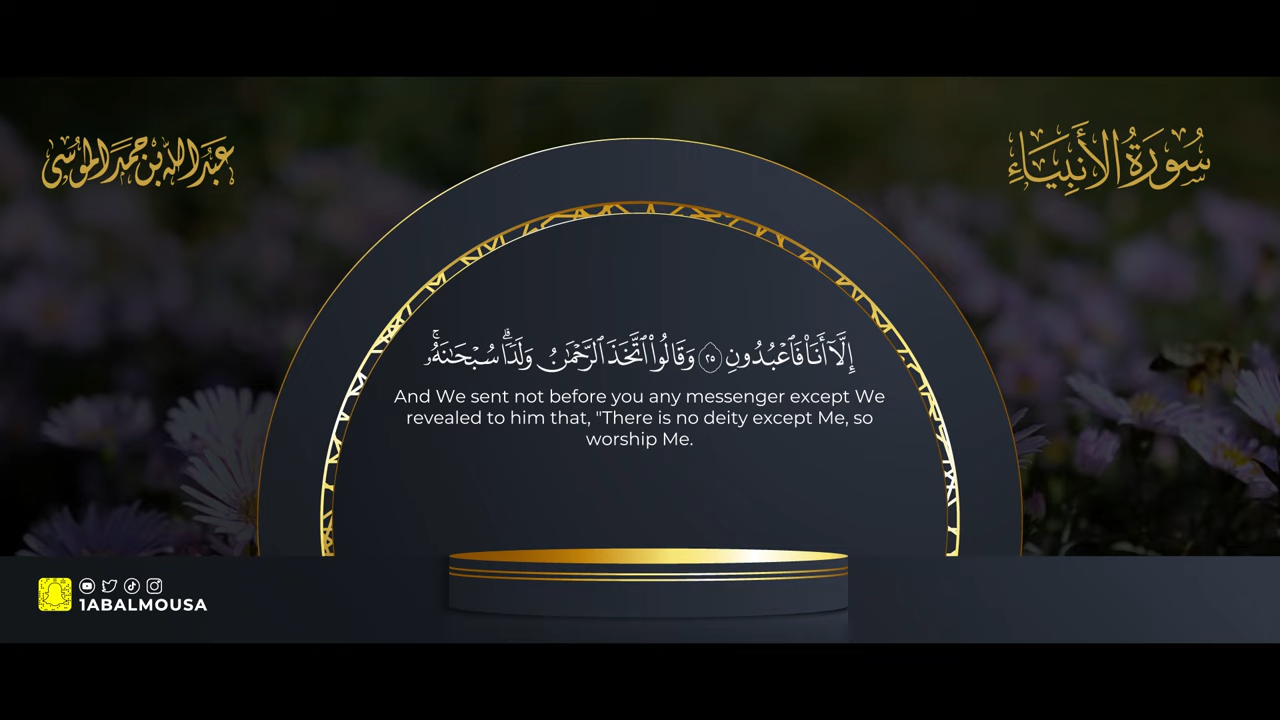 عبدالله بن حمد الموسى
سُورَةُ الأَنبِيَاء
إِلَّآ أَنَا۠ فَٱعْبُدُونِ ٢٥ وَقَالُوا۟ ٱتَّخَذَ ٱلرَّحْمَـٰنُ وَلَدًا ۗ سُبْحَـٰنَهُۥ ۚ
And We sent not before you any messenger except We
revealed to him that, "There is no deity except Me, so
worship Me.
1ABALMOUSA